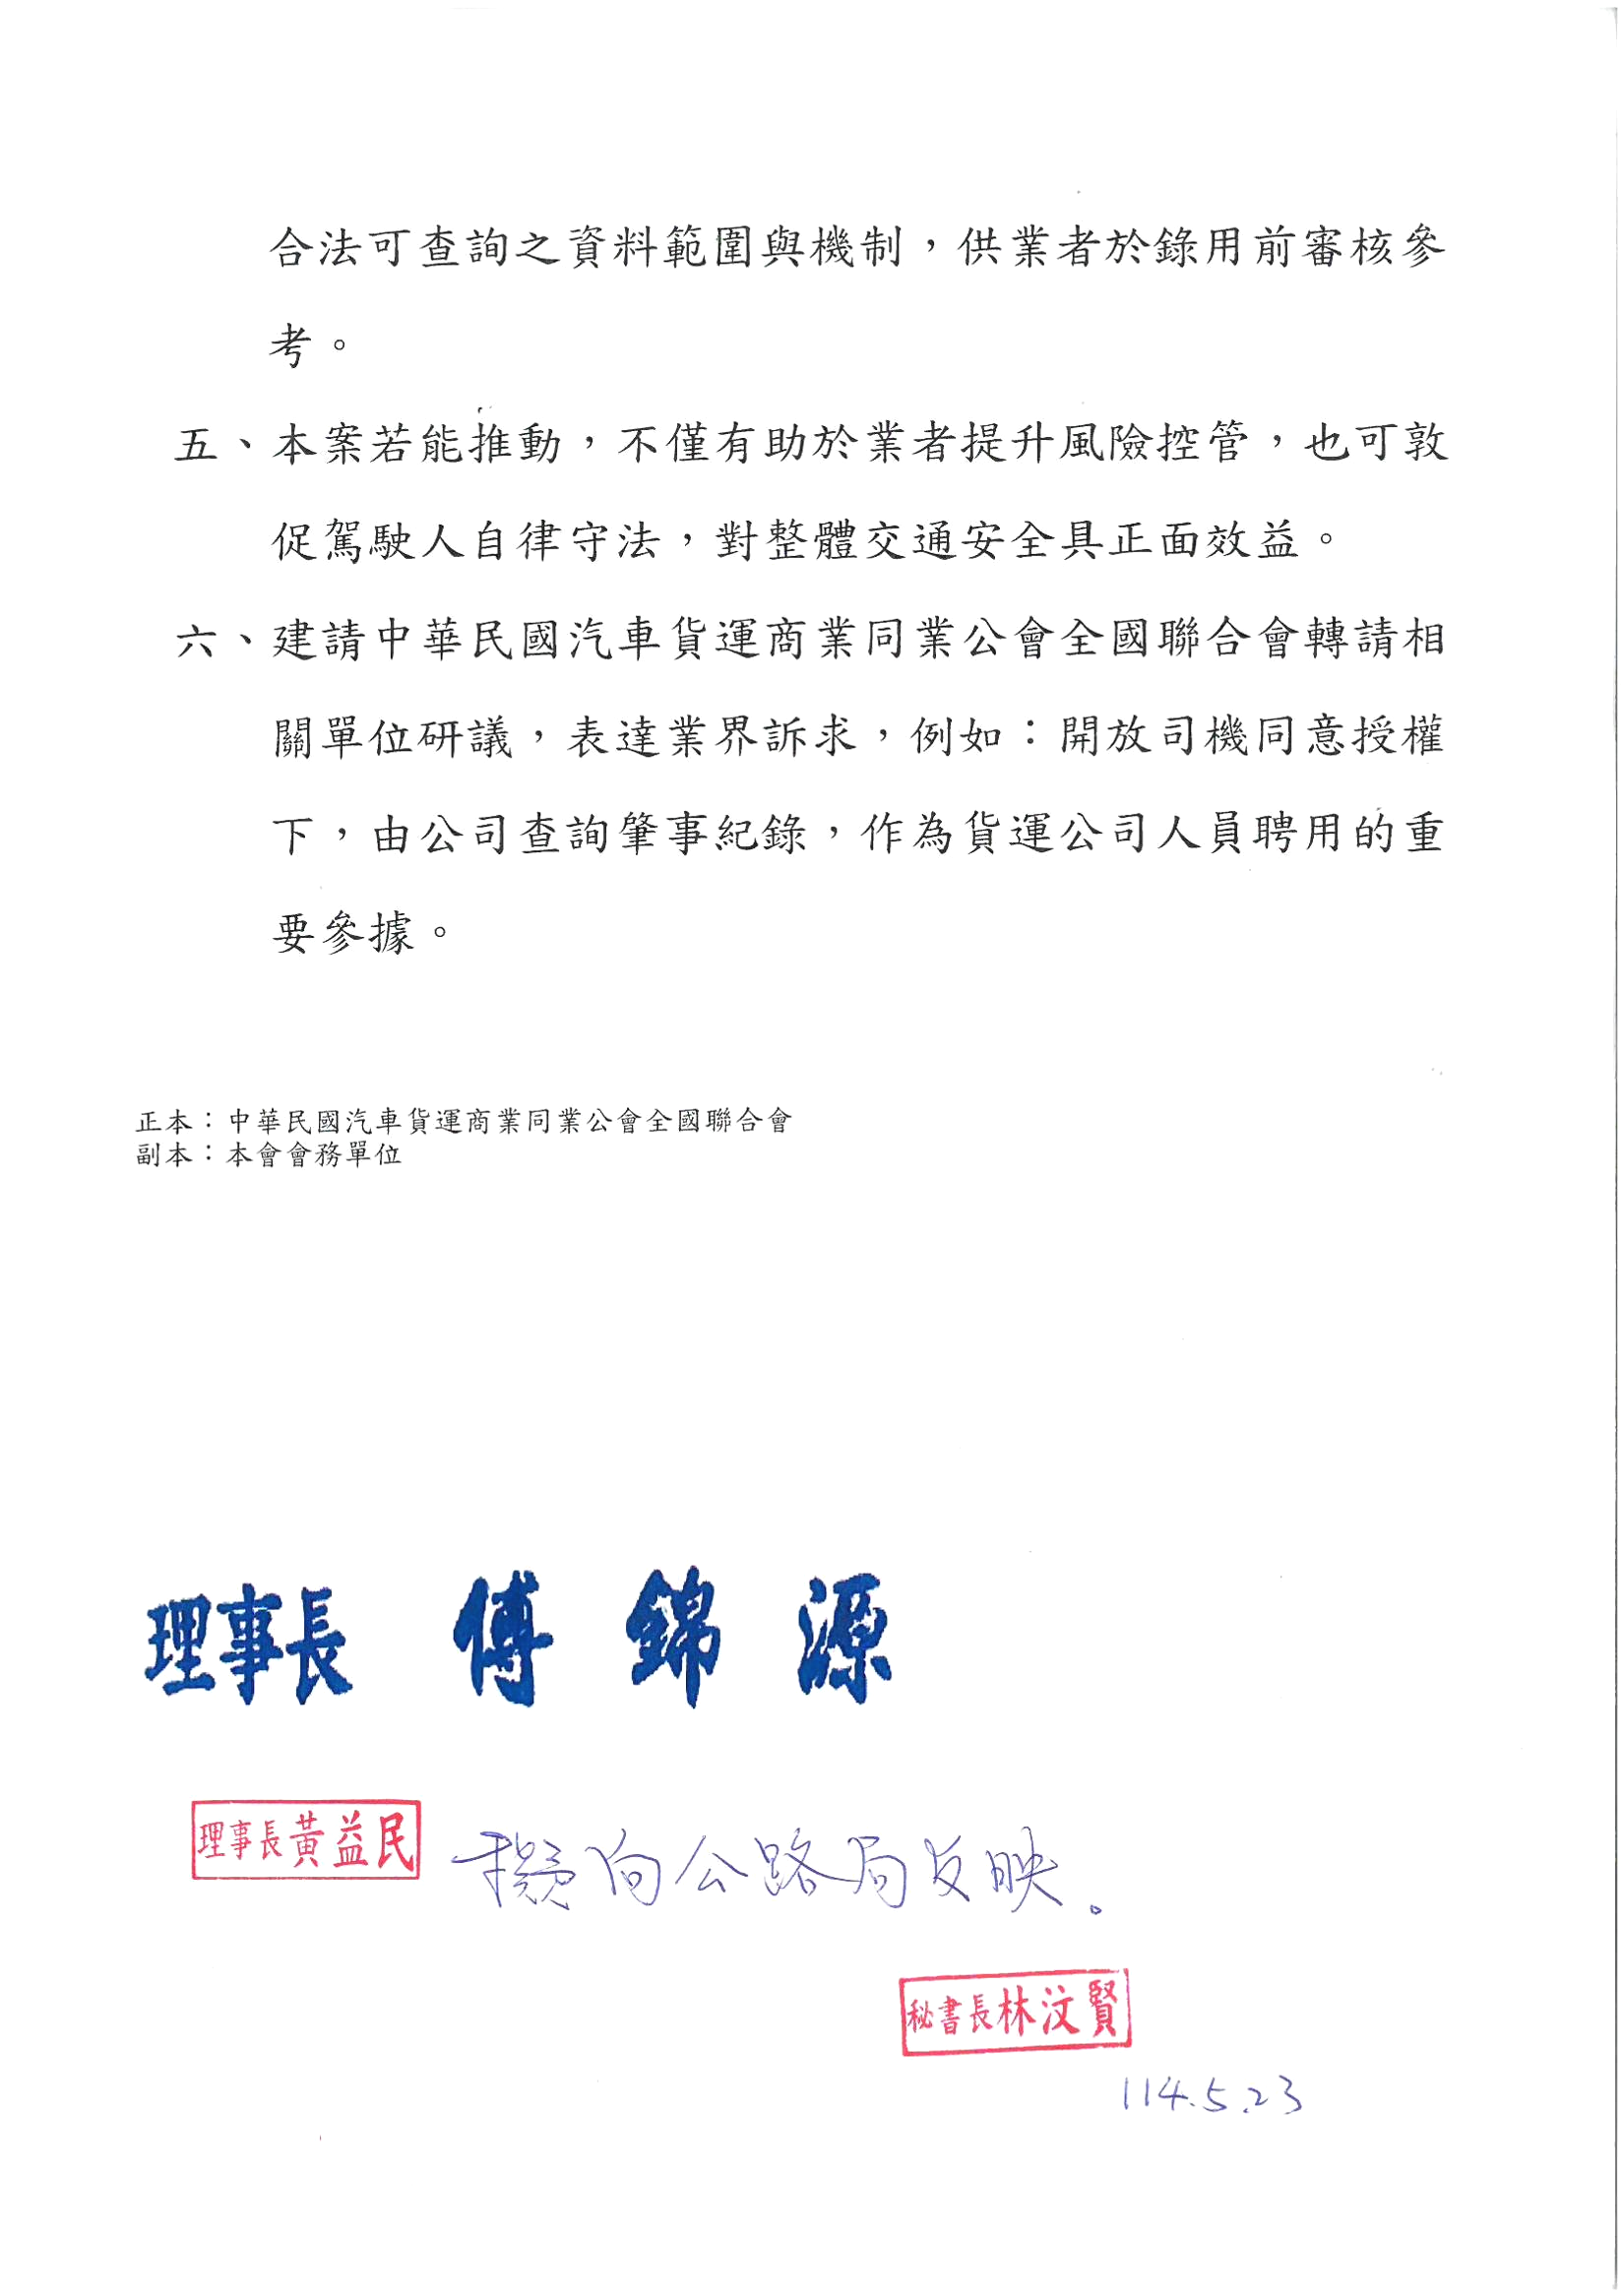 合法可查詢之資料範圍與機制，供業者於錄用前審核參
考。
五、本案若能推動，不僅有助於業者提升風險控管，也可敦
促駕駛人自律守法，對整體交通安全具正面效益。
六、建請中華民國汽車貨運商業同業公會全國聯合會轉請相
關單位研議，表達業界訴求，例如：開放司機同意授權
下，由公司查詢肇事紀錄，作為貨運公司人員聘用的重
要參據。
正本：中華民國汽車貨運商業同業公會全國聯合會
副本：本會會務單位
理事長 傅錦源
理事長黃益民
擬向公路局反映。
秘書長林汶賢
114.5.23